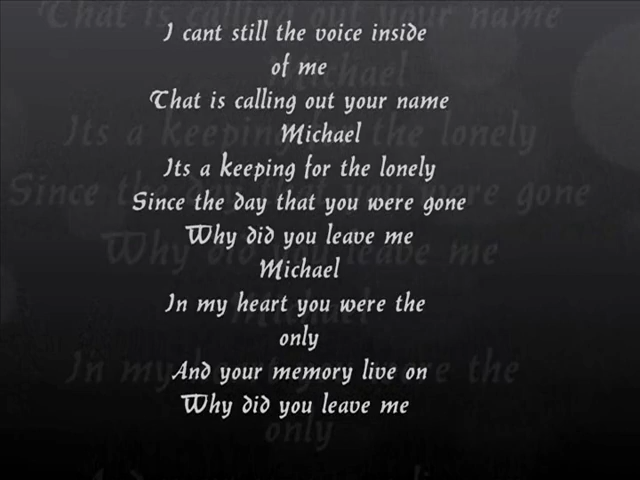 I cant still the voice inside
of me
That is calling out your name
Michael
Its a keeping for the lonely
Since the day that you were gone
Why did you leave me
Michael
In my heart you were the
only
And your memory live on
Why did you leave me